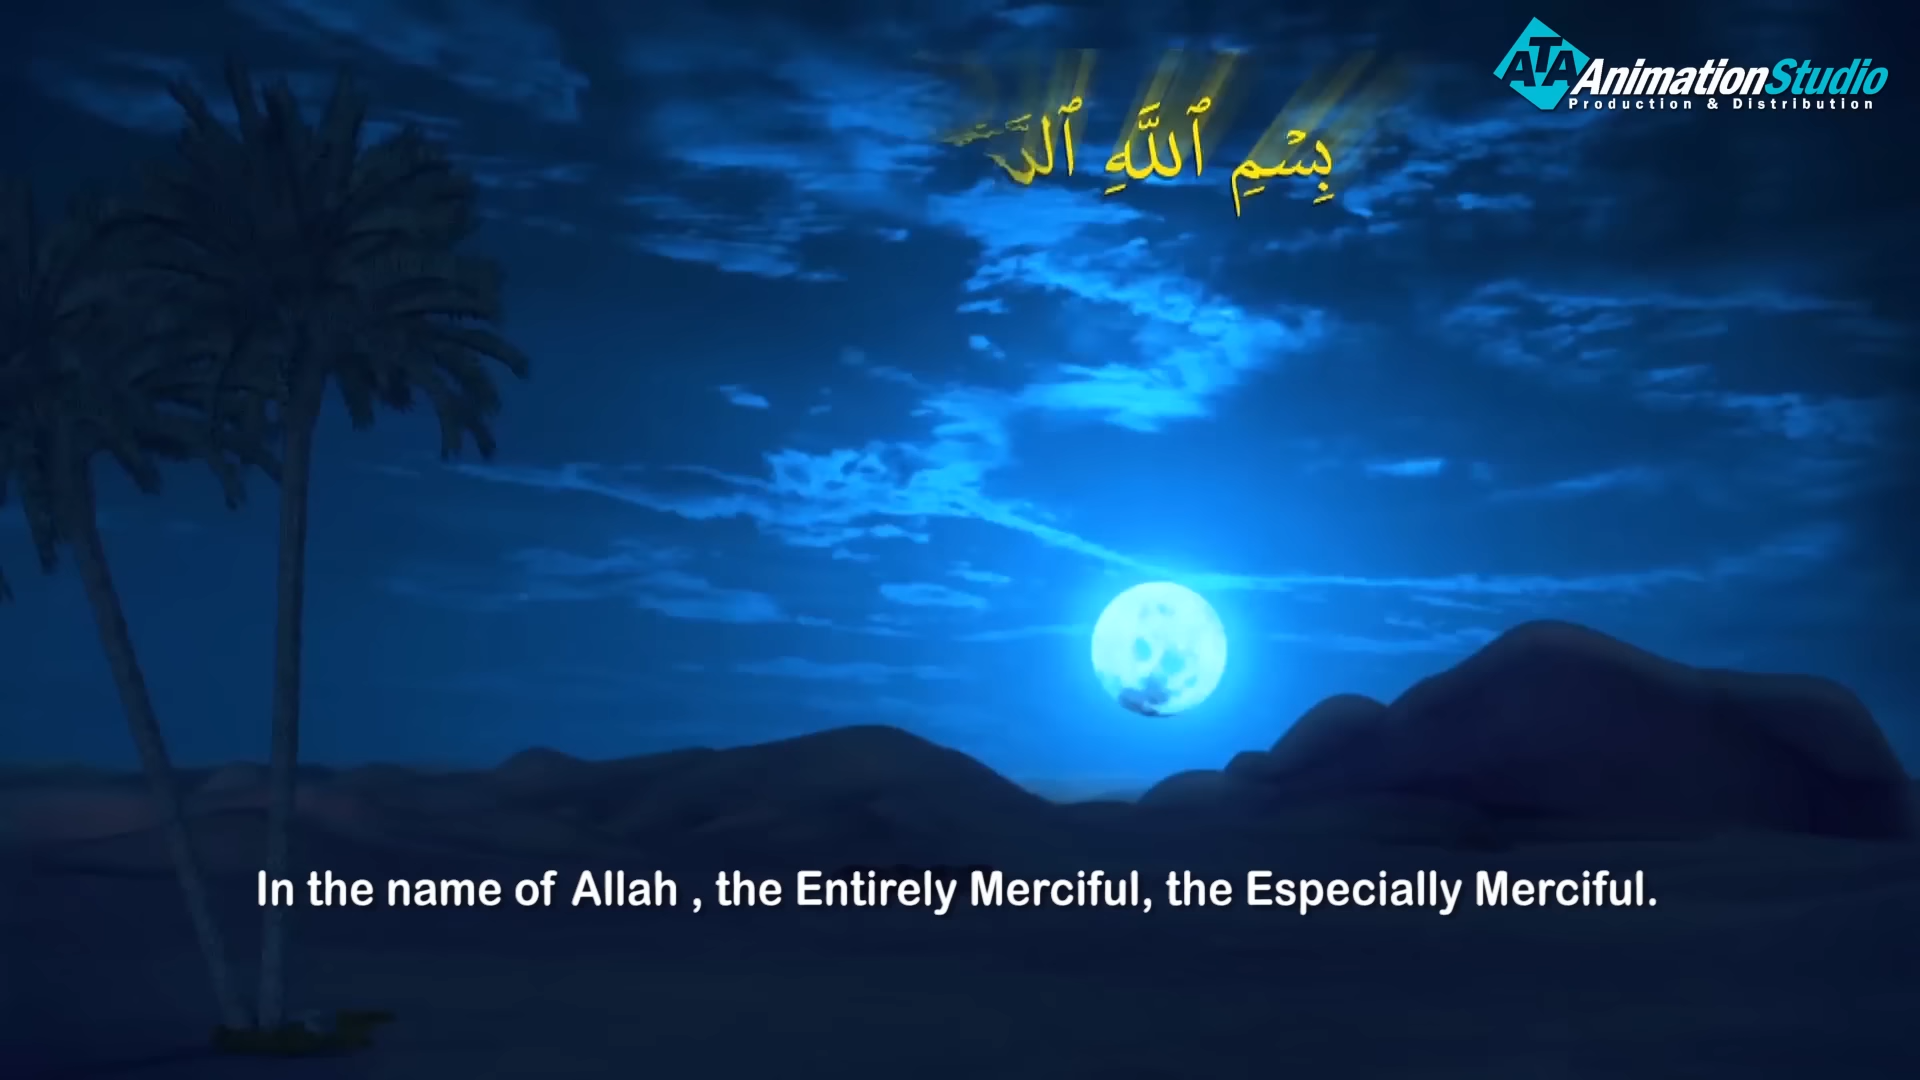 ATA AnimationStudio
Production & Distribution
بِسْمِ ٱللَّهِ
In the name of Allah , the Entirely Merciful, the Especially Merciful.